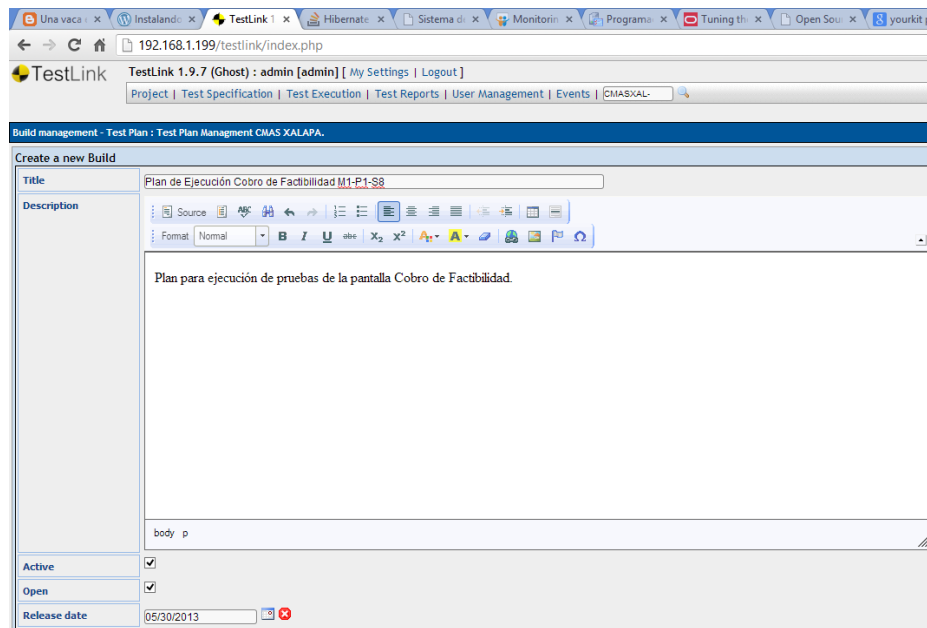 Una vaca
Instalando
TestLink 1
Hibernate
Sistema d
Monitorin
Programa
Tuning th
Open Sou
yourkit
192.168.1.199/testlink/index.php
TestLink
TestLink 1.9.7 (Ghost) : admin [admin] [ My Settings | Logout ]
Project | Test Specification | Test Execution | Test Reports | User Management | Events | CMASXAL-
Build management - Test Plan : Test Plan Managment CMAS XALAPA.
Create a new Build
Title
Plan de Ejecución Cobro de Factibilidad M1-P1-S8
Description
Source
Format Normal B I U abc X2 X2 A A Ω
Plan para ejecución de pruebas de la pantalla Cobro de Factibilidad.
body p
Active
Open
Release date
05/30/2013